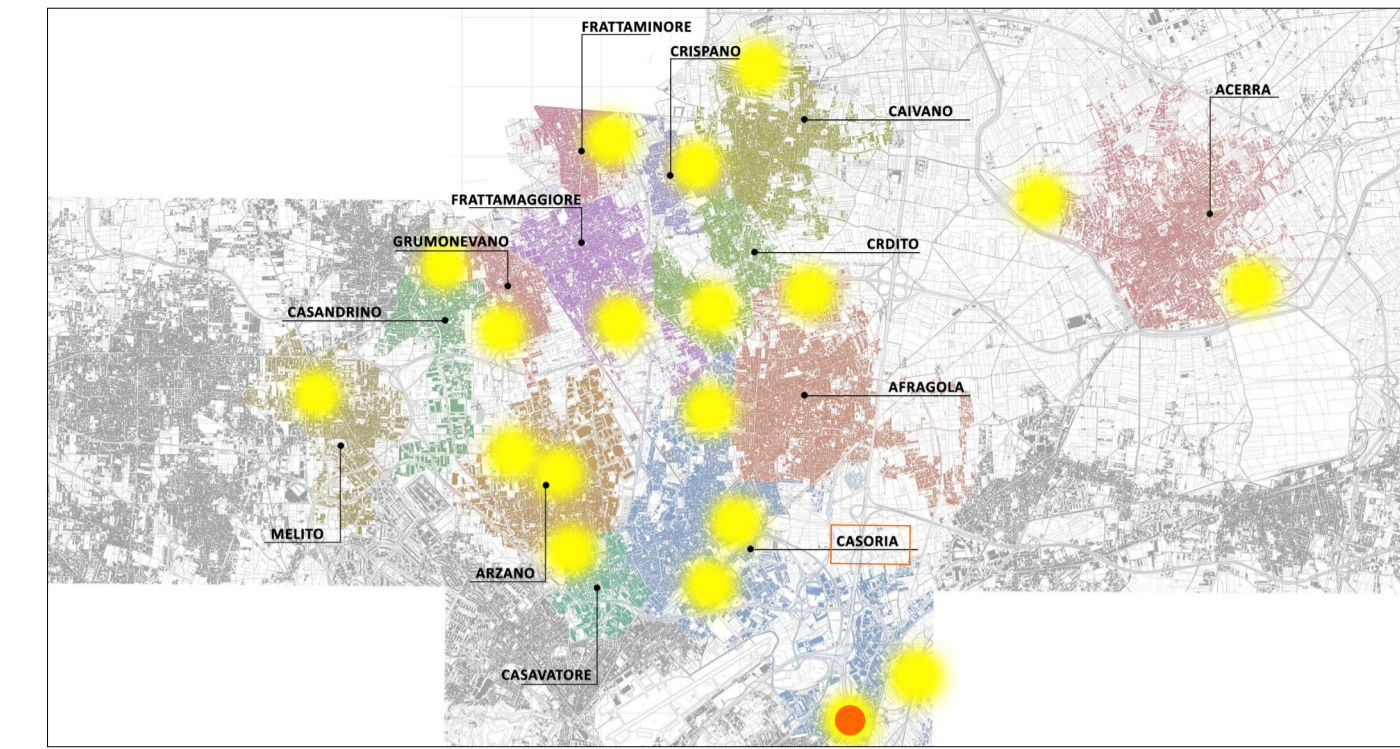 FRATTAMINORE
CRISPANO
ACERRA
CAIVANO
FRATTAMAGGIORE
GRUMONEVANO
CRDITO
CASANDRINO
AFRAGOLA
MELITO
CASORIA
ARZANO
CASAVATORE